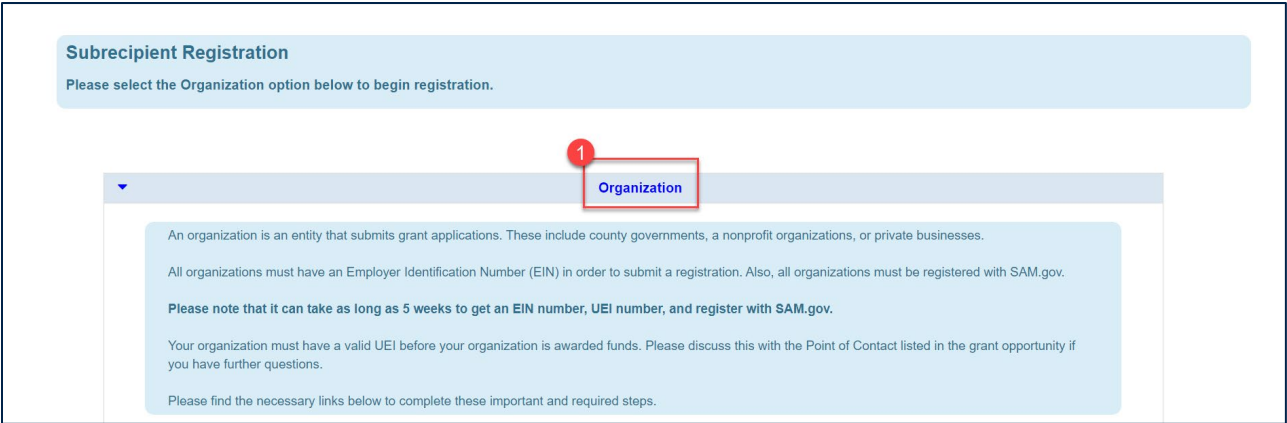 Subrecipient Registration
Please select the Organization option below to begin registration.
1
Organization
An organization is an entity that submits grant applications. These include county governments, a nonprofit organizations, or private businesses.
All organizations must have an Employer Identification Number (EIN) in order to submit a registration. Also, all organizations must be registered with SAM.gov.
Please note that it can take as long as 5 weeks to get an EIN number, UEI number, and register with SAM.gov.
Your organization must have a valid UEI before your organization is awarded funds. Please discuss this with the Point of Contact listed in the grant opportunity if
you have further questions.
Please find the necessary links below to complete these important and required steps.